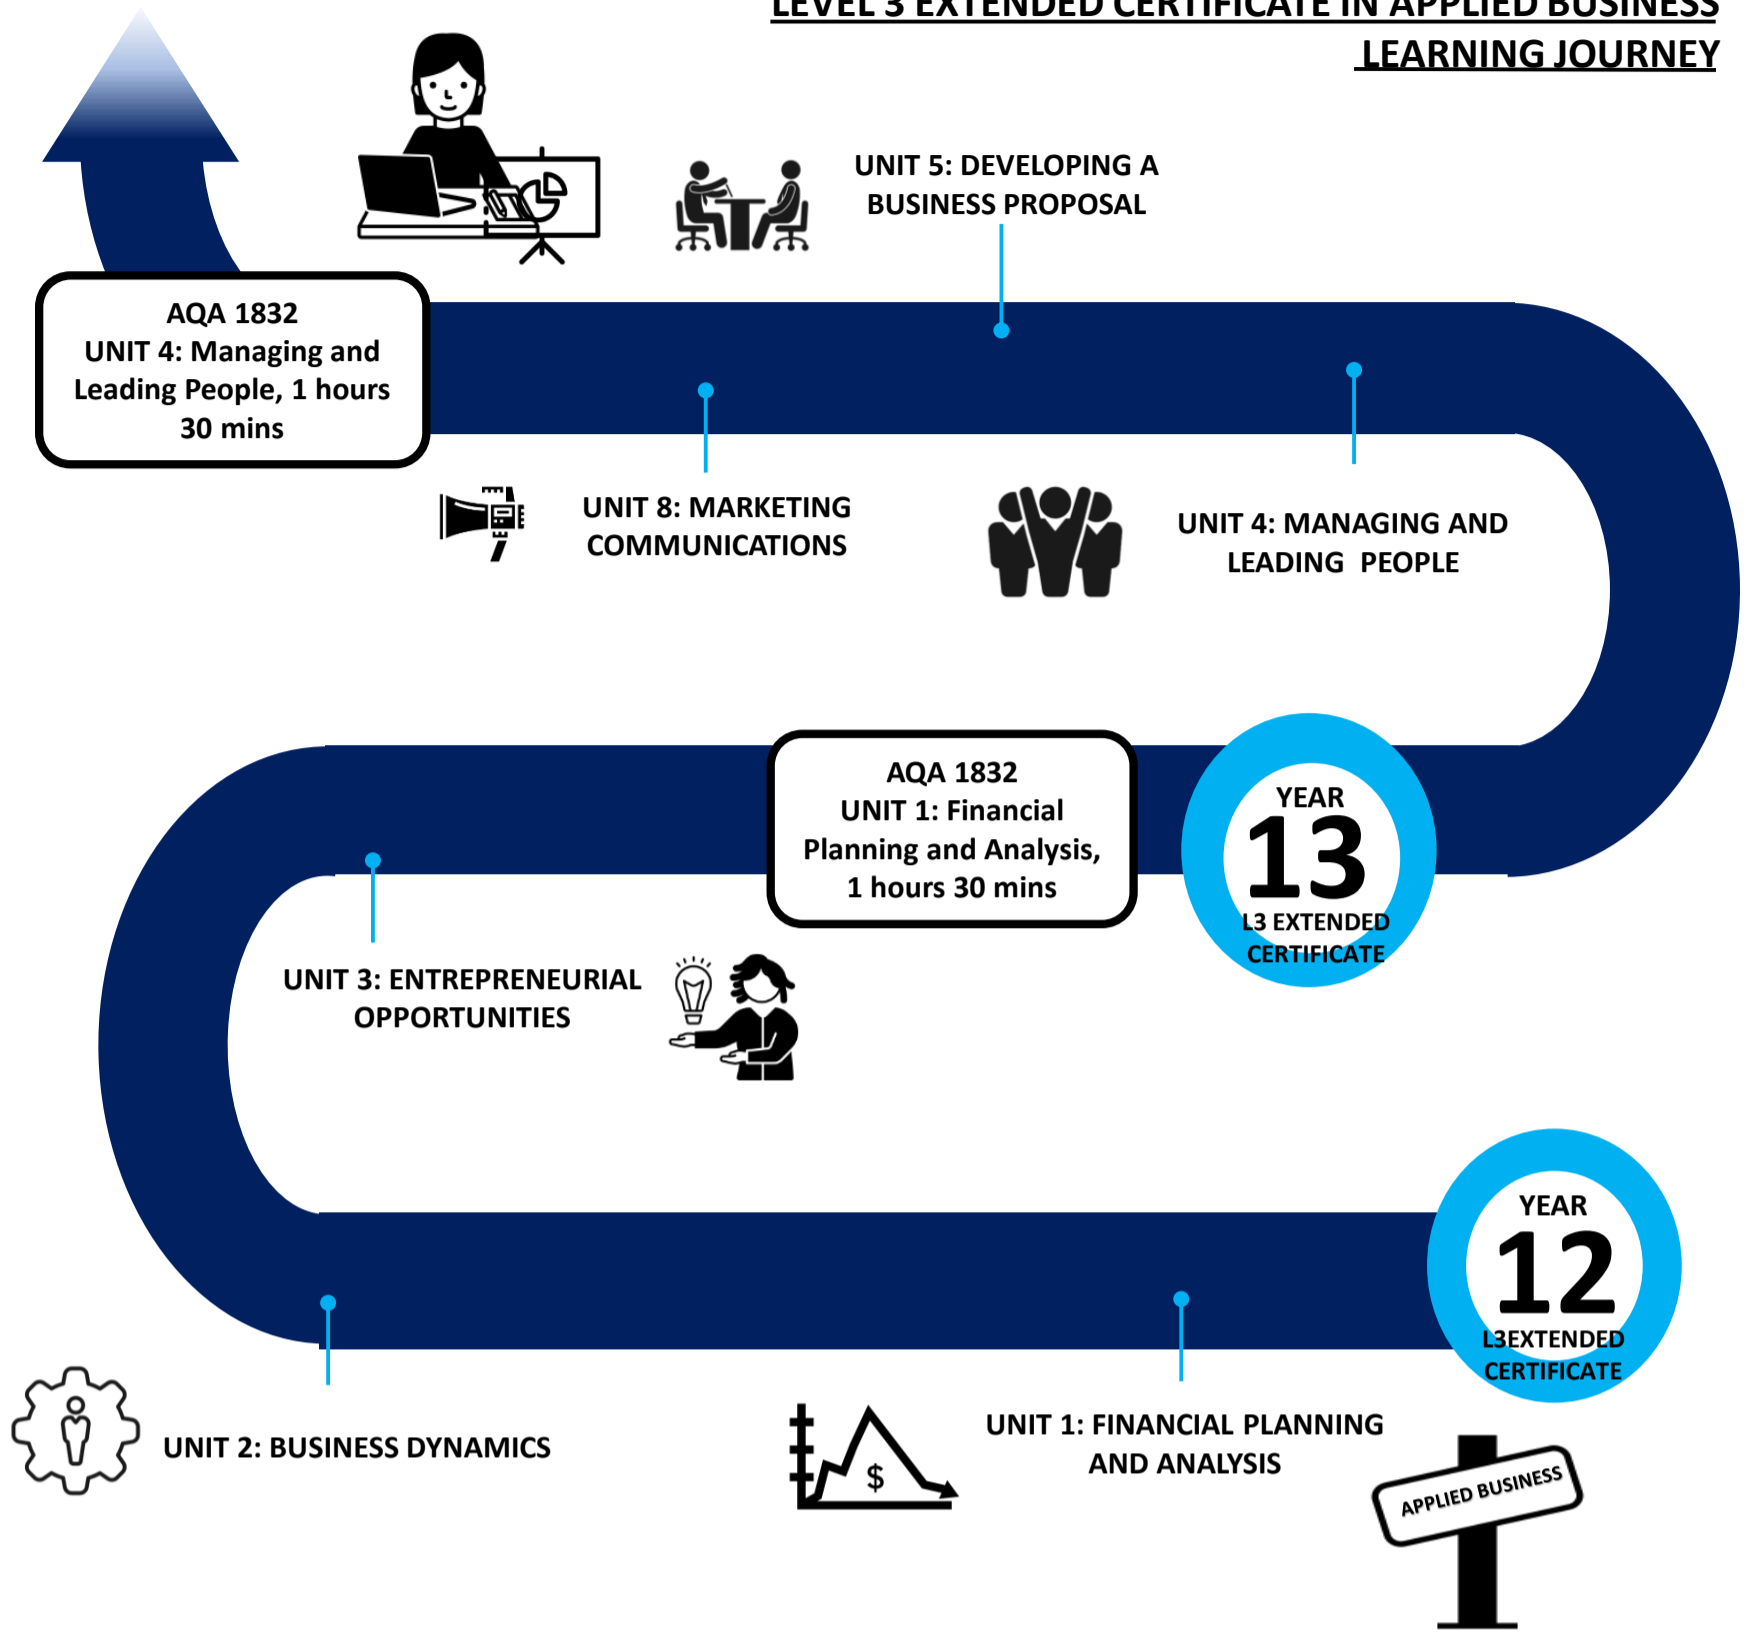 LEVEL 3 EXTENDED CERTIFICATE IN APPLIED BUSINESS
LEARNING JOURNEY
UNIT 5: DEVELOPING A
BUSINESS PROPOSAL
AQA 1832
UNIT 4: Managing and
Leading People, 1 hours
30 mins
UNIT 8: MARKETING
COMMUNICATIONS
UNIT 4: MANAGING AND
LEADING PEOPLE
AQA 1832
UNIT 1: Financial
Planning and Analysis,
1 hours 30 mins
YEAR
13
L3 EXTENDED
CERTIFICATE
UNIT 3: ENTREPRENEURIAL
OPPORTUNITIES
YEAR
12
L3EXTENDED
CERTIFICATE
UNIT 2: BUSINESS DYNAMICS
$
UNIT 1: FINANCIAL PLANNING
AND ANALYSIS
APPLIED BUSINESS